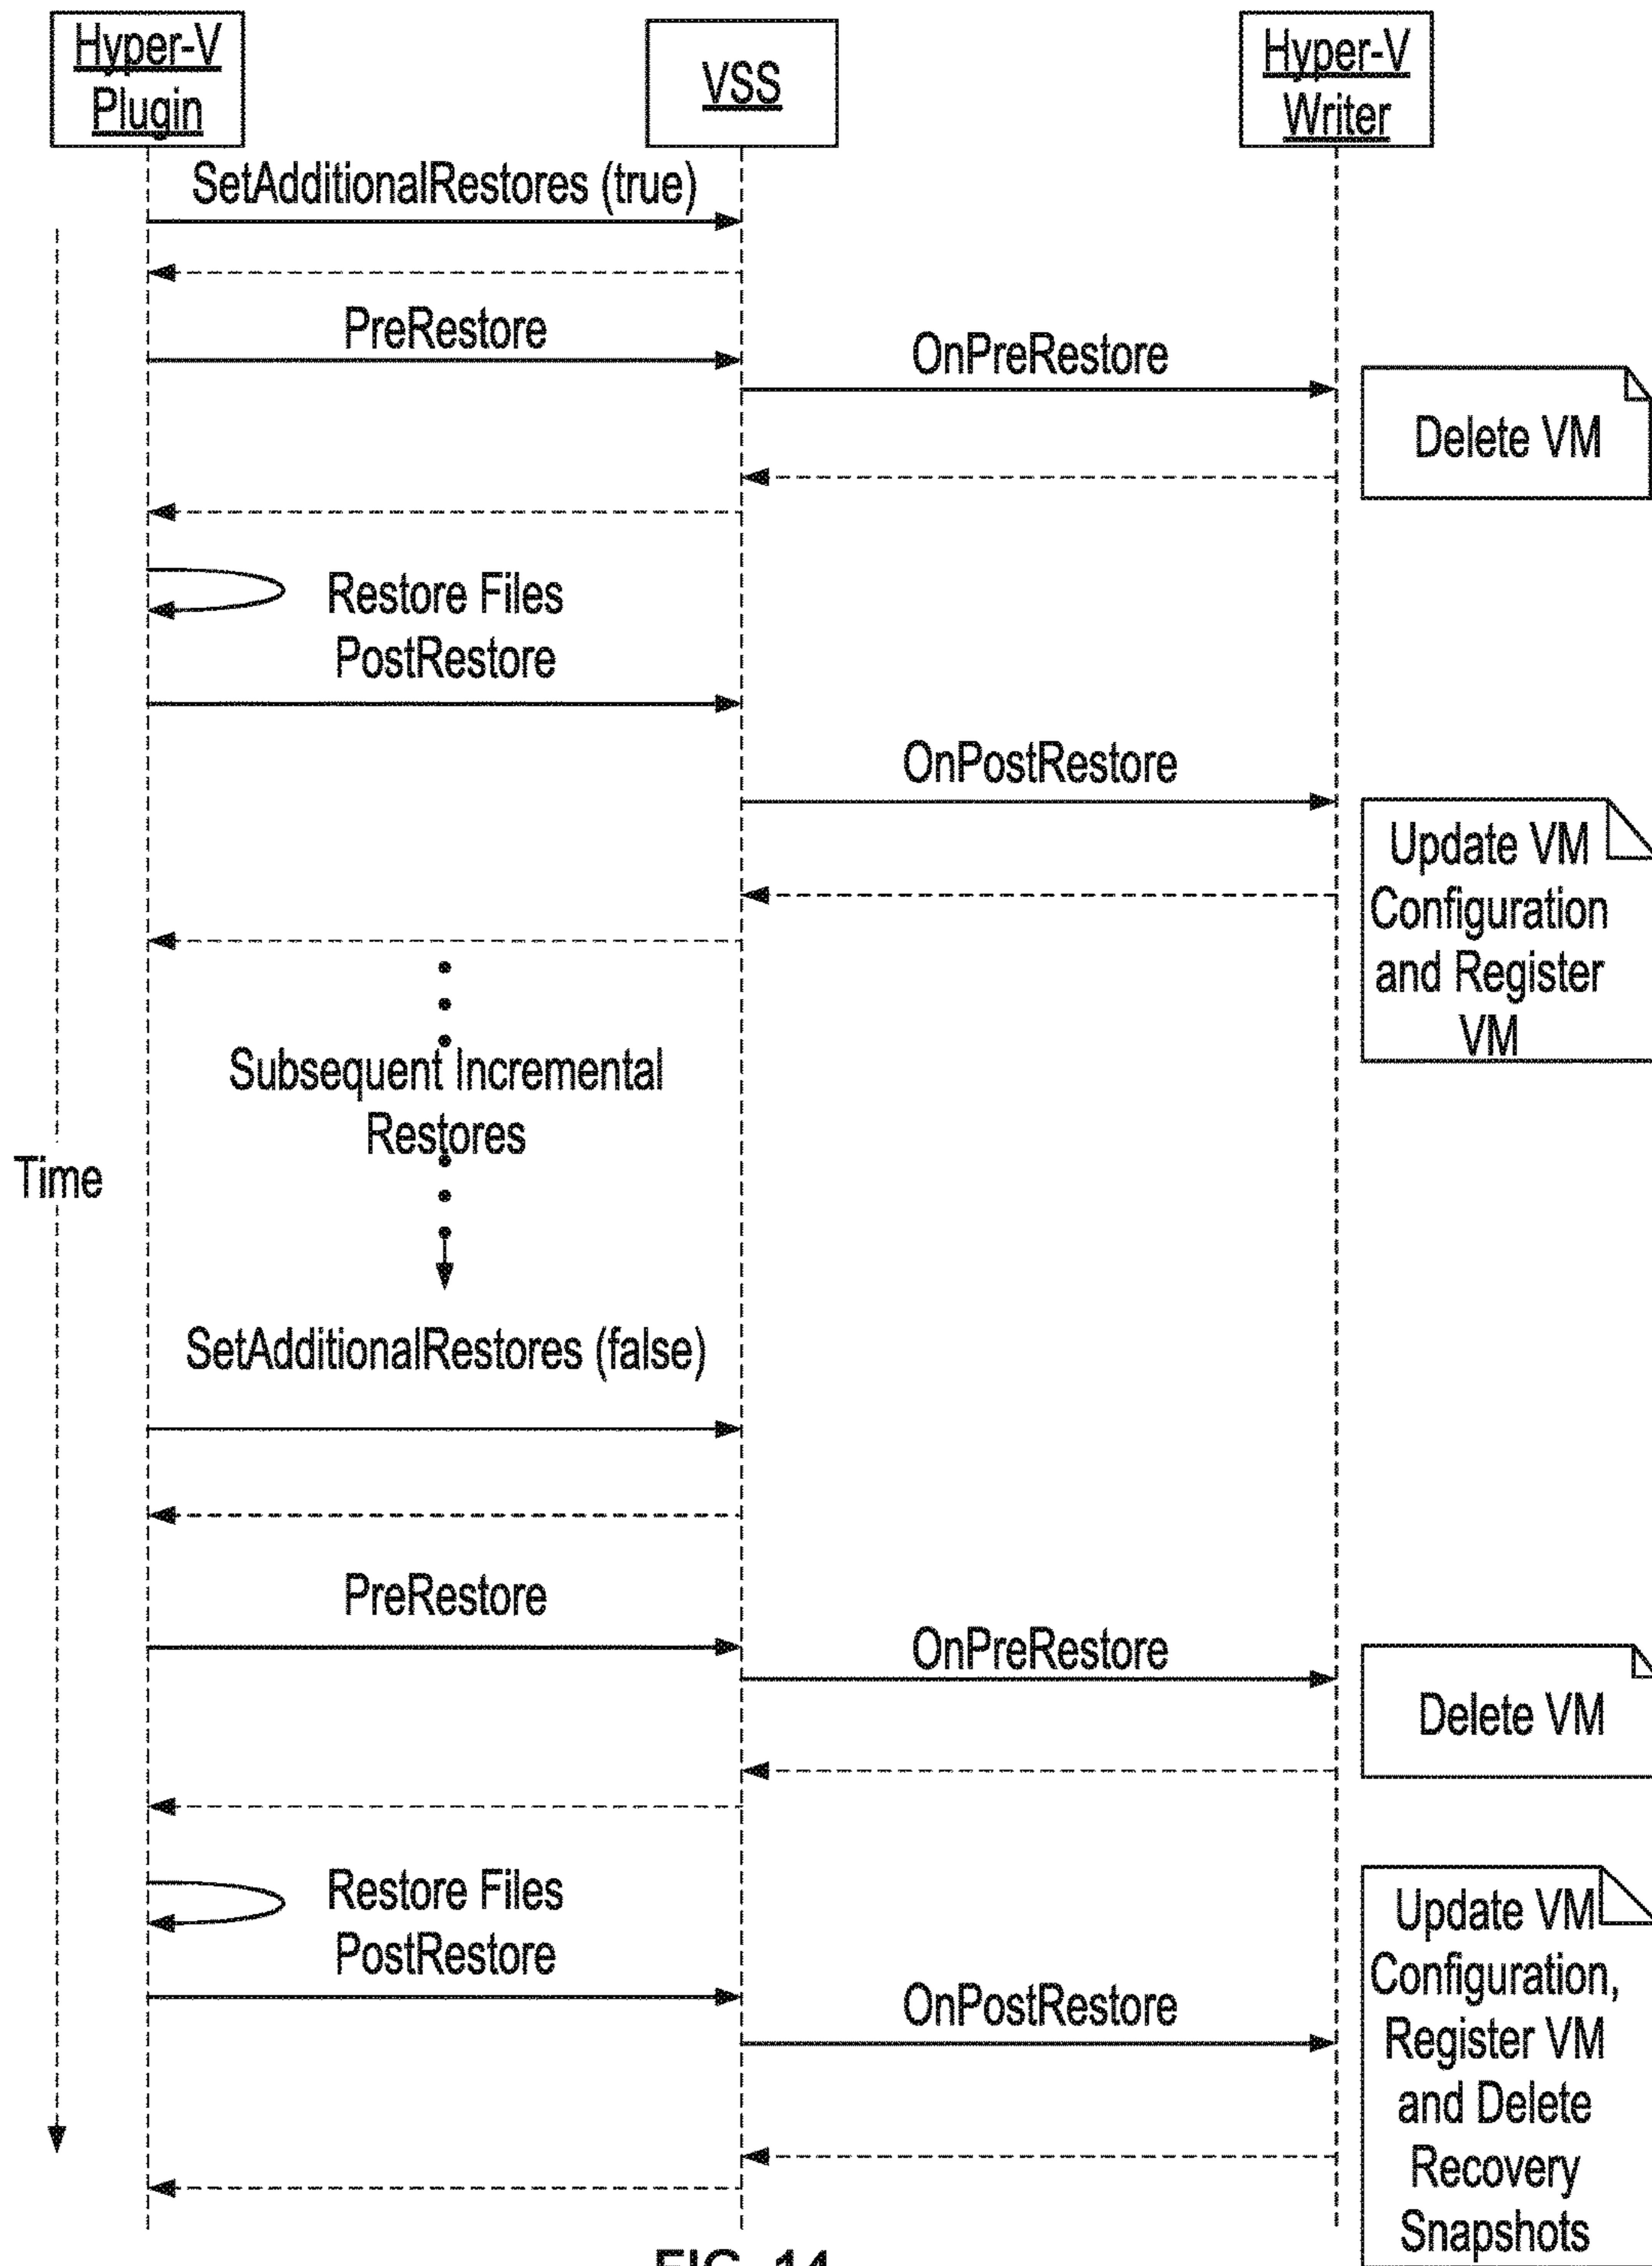 Hyper-V
Plugin
VSS
Hyper-V
Writer
SetAdditionalRestores (true)
PreRestore
OnPreRestore
Delete VM
Restore Files
PostRestore
OnPostRestore
Update VM
Configuration
and Register
VM
Subsequent Incremental
Restores
Time
SetAdditionalRestores (false)
PreRestore
OnPreRestore
Delete VM
Restore Files
PostRestore
OnPostRestore
Update VM
Configuration,
Register VM
and Delete
Recovery
Snapshots
FIG. 14